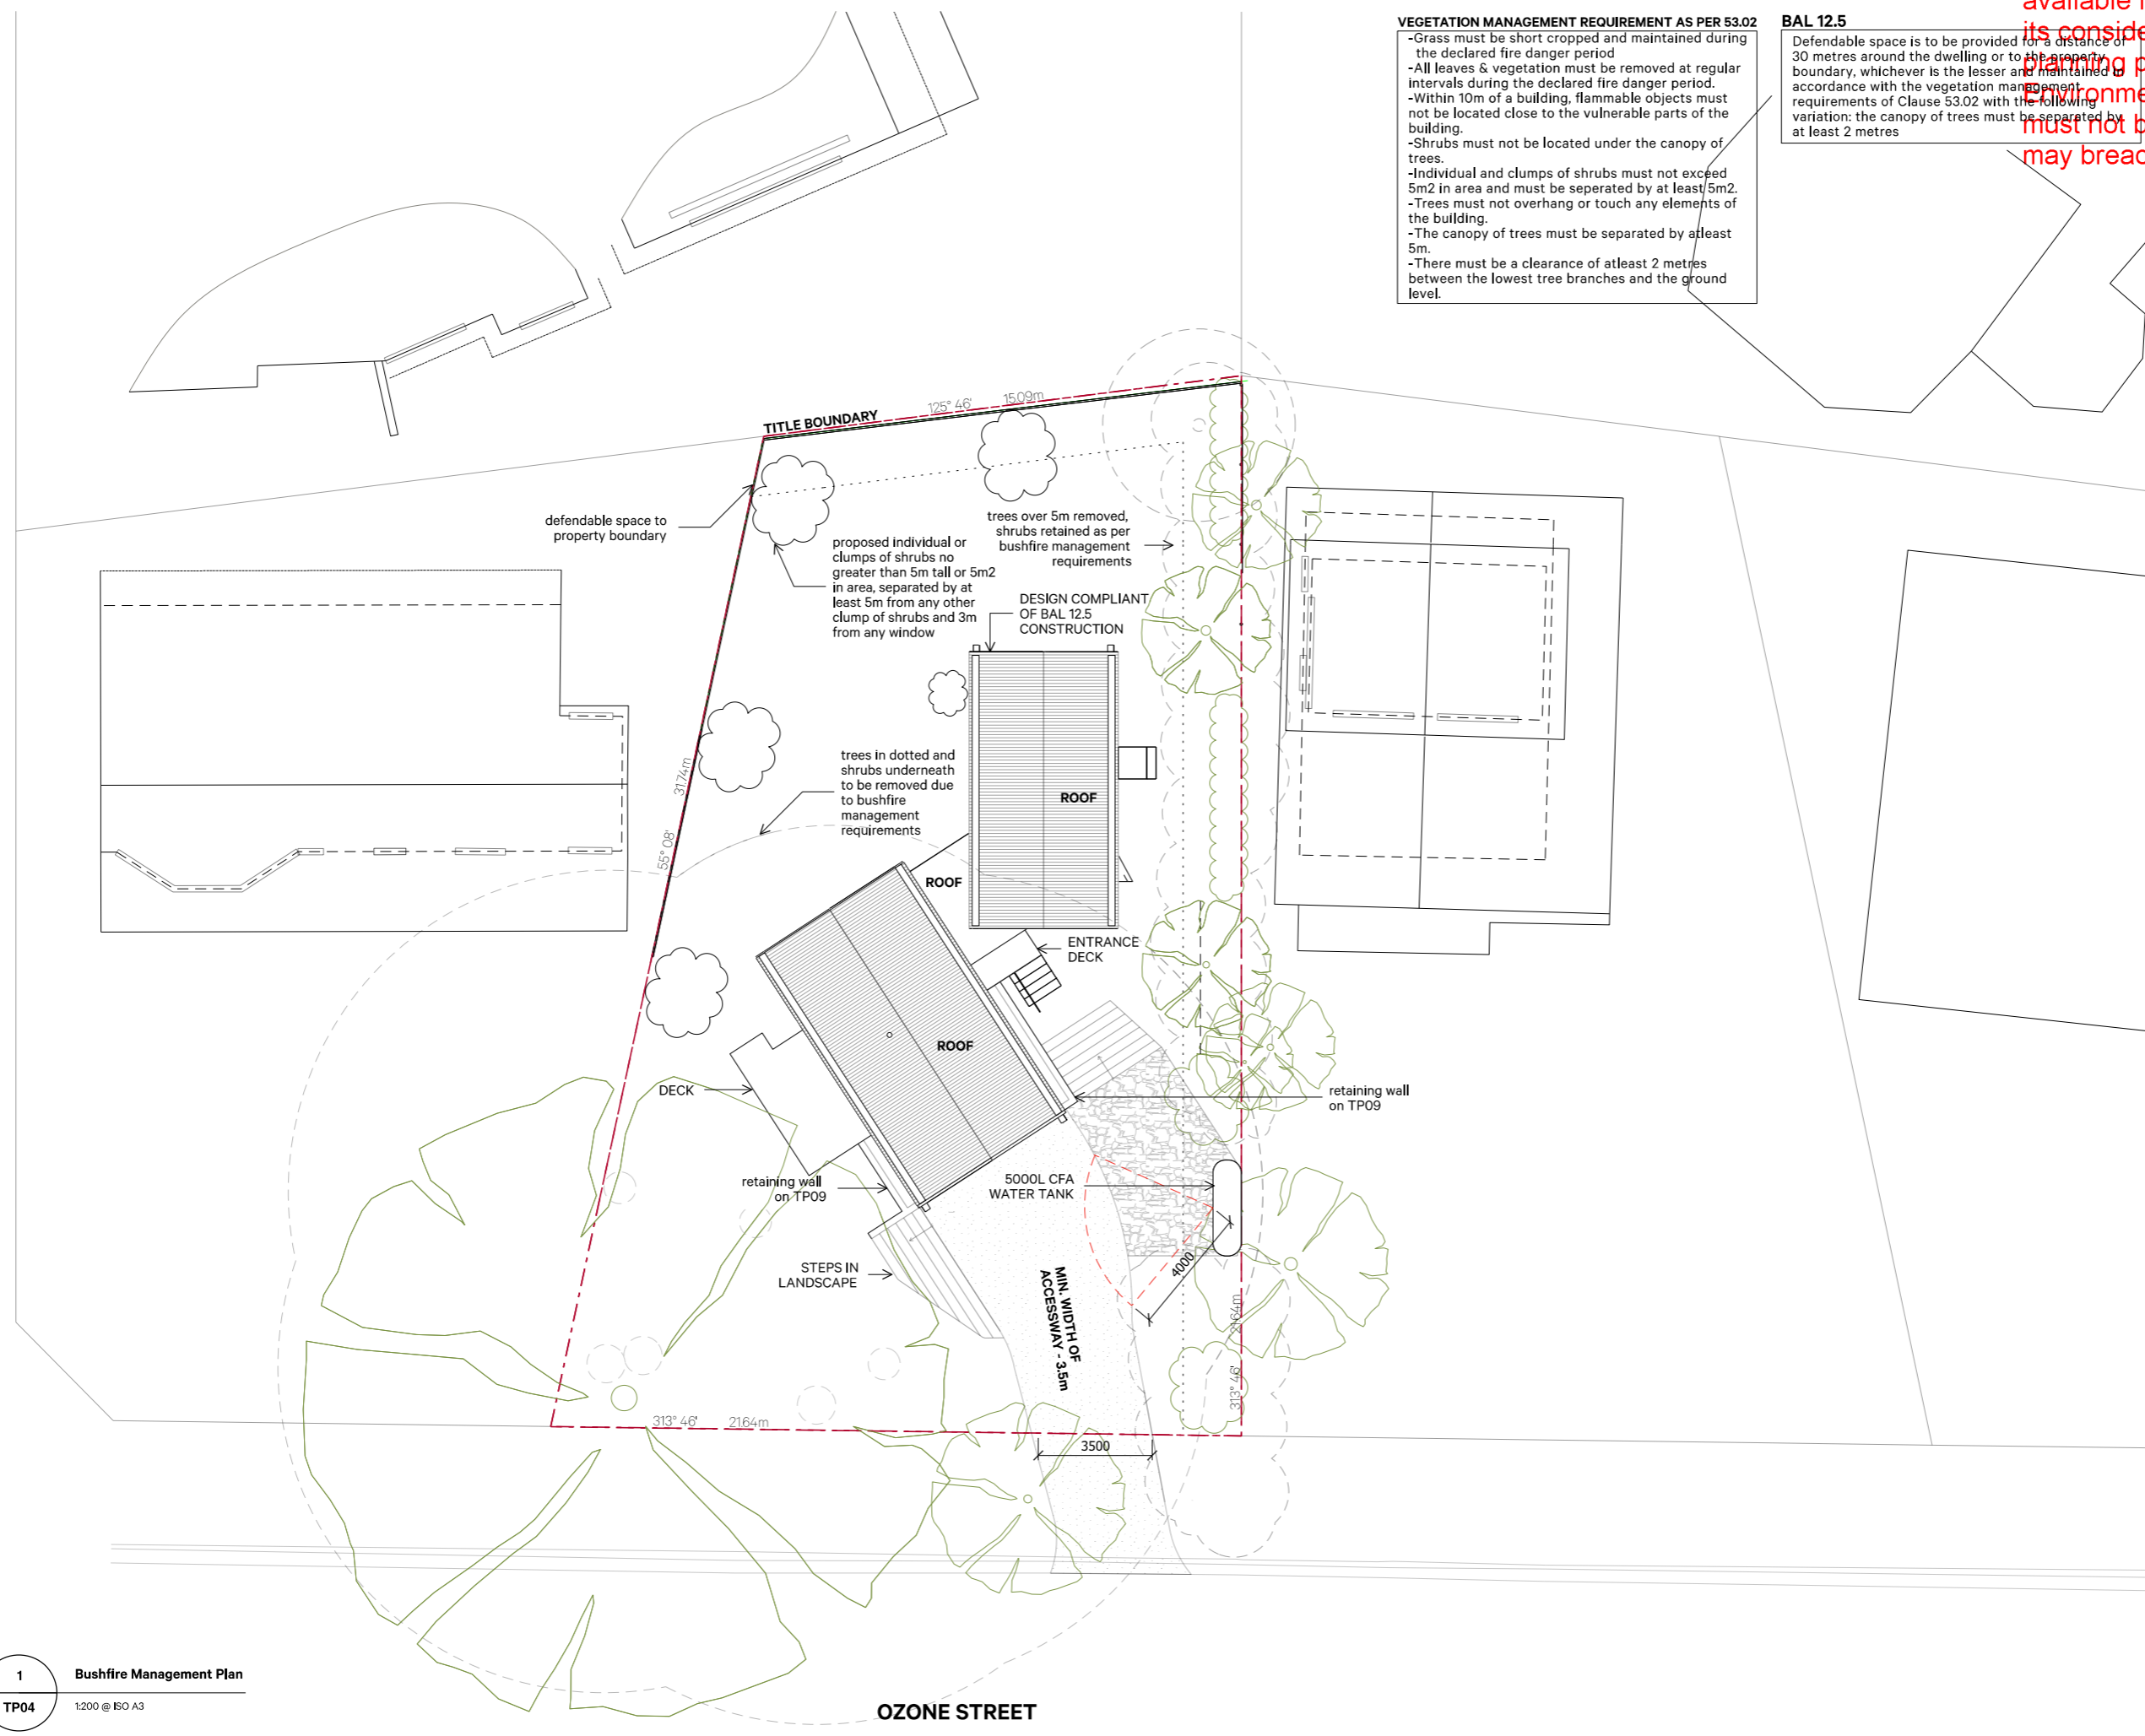 VEGETATION MANAGEMENT REQUIREMENT AS PER 53.02
-Grass must be short cropped and maintained during
the declared fire danger period
-All leaves & vegetation must be removed at regular
intervals during the declared fire danger period.
-Within 10m of a building, flammable objects must
not be located close to the vulnerable parts of the
building.
-Shrubs must not be located under the canopy of
trees.
-Individual and clumps of shrubs must not exceed
5m2 in area and must be seperated by at least 5m2.
-Trees must not overhang or touch any elements of
the building.
-The canopy of trees must be separated by atleast
5m.
-There must be a clearance of atleast 2 metres
between the lowest tree branches and the ground
level.
BAL 12.5
Defendable space is to be provided for a distance of
30 metres around the dwelling or to the property
boundary, whichever is the lesser and maintained in
accordance with the vegetation management
requirements of Clause 53.02 with the following
variation: the canopy of trees must be separated by
at least 2 metres
its conside
planning p
Environme
must not b
may breac
TITLE BOUNDARY
125° 46' 15.09m
defendable space to
property boundary
proposed individual or
clumps of shrubs no
greater than 5m tall or 5m2
in area, separated by at
least 5m from any other
clump of shrubs and 3m
from any window
trees over 5m removed,
shrubs retained as per
bushfire management
requirements
DESIGN COMPLIANT
OF BAL 12.5
CONSTRUCTION
trees in dotted and
shrubs underneath
to be removed due
to bushfire
management
requirements
55° 08' 31.74m
ROOF
ROOF
ENTRANCE
DECK
ROOF
DECK
retaining wall
on TP09
retaining wall
on TP09
5000L CFA
WATER TANK
4000
STEPS IN
LANDSCAPE
MIN. WIDTH OF
ACCESSWAY - 3.5m
313° 46' 21.64m
313° 46' 21.64m
3500
1
TP04
Bushfire Management Plan
1:200 @ ISO A3
OZONE STREET